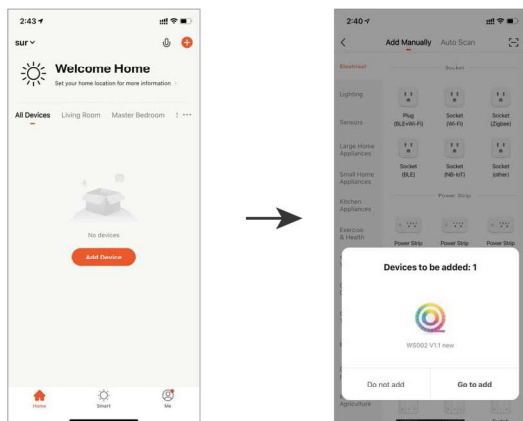 2:43
sur
Welcome Home
Set your home location for more information
All Devices Living Room Master Bedroom
No devices
Add Device
Home Smart Me
2:40
Add Manually Auto Scan
Electrical
Socket
Lighting
Plug
(BLE+Wi-Fi)
Socket
(Wi-Fi)
Socket
(Zigbee)
Sensors
Large Home
Appliances
Socket
(BLE)
Socket
(NB-IoT)
Socket
(other)
Small Home
Appliances
Power Strip
Kitchen
Appliances
Exercise
& Health
Power Strip Power Strip Power Strip
Devices to be added: 1
WS002 V1.1 new
Do not add Go to add
Agriculture